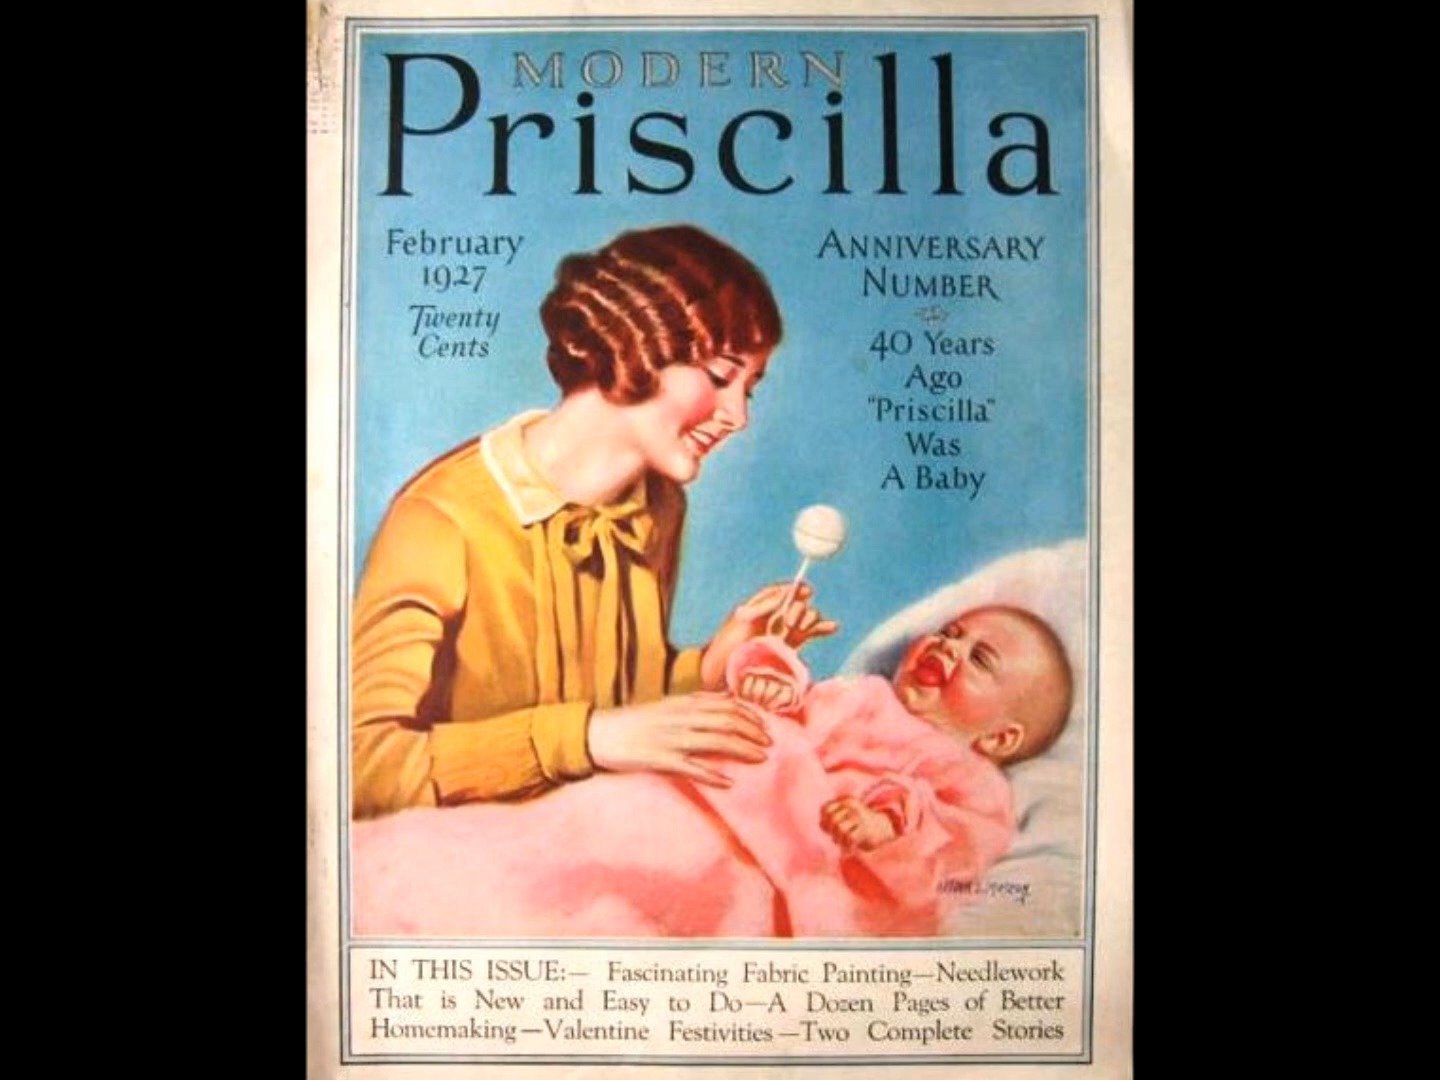 MODERN
Priscilla
February
1927
Twenty
Cents
ANNIVERSARY
NUMBER
40 Years
Ago
"Priscilla"
Was
A Baby
IN THIS ISSUE:— Fascinating Fabric Painting—Needlework
That is New and Easy to Do—A Dozen Pages of Better
Homemaking—Valentine Festivities—Two Complete Stories